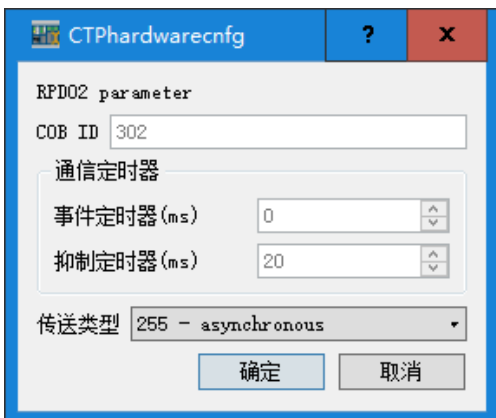 CTPhardwarecnfg ? x
RPDO2 parameter
COB ID 302
通信定时器
事件定时器(ms) 0
抑制定时器(ms) 20
传送类型 255 - asynchronous
确定 取消